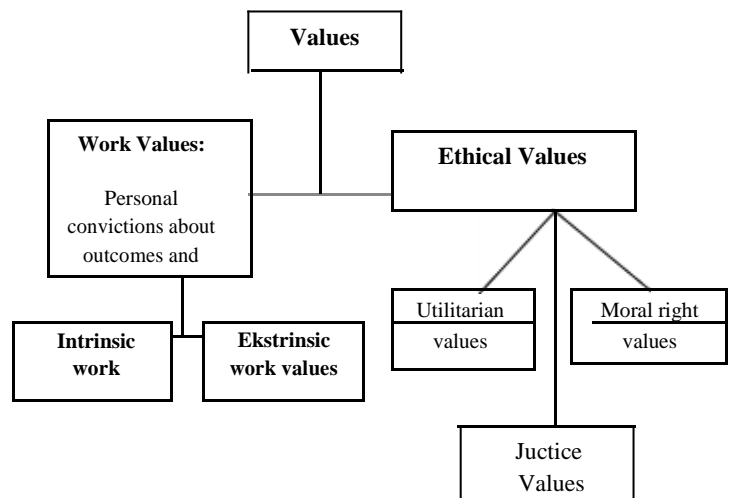 Values
Work Values:
Personal
convictions about
outcomes and
Ethical Values
Utilitarian
values
Moral right
values
Intrinsic
work
Ekstrinsic
work values
Juctice
Values